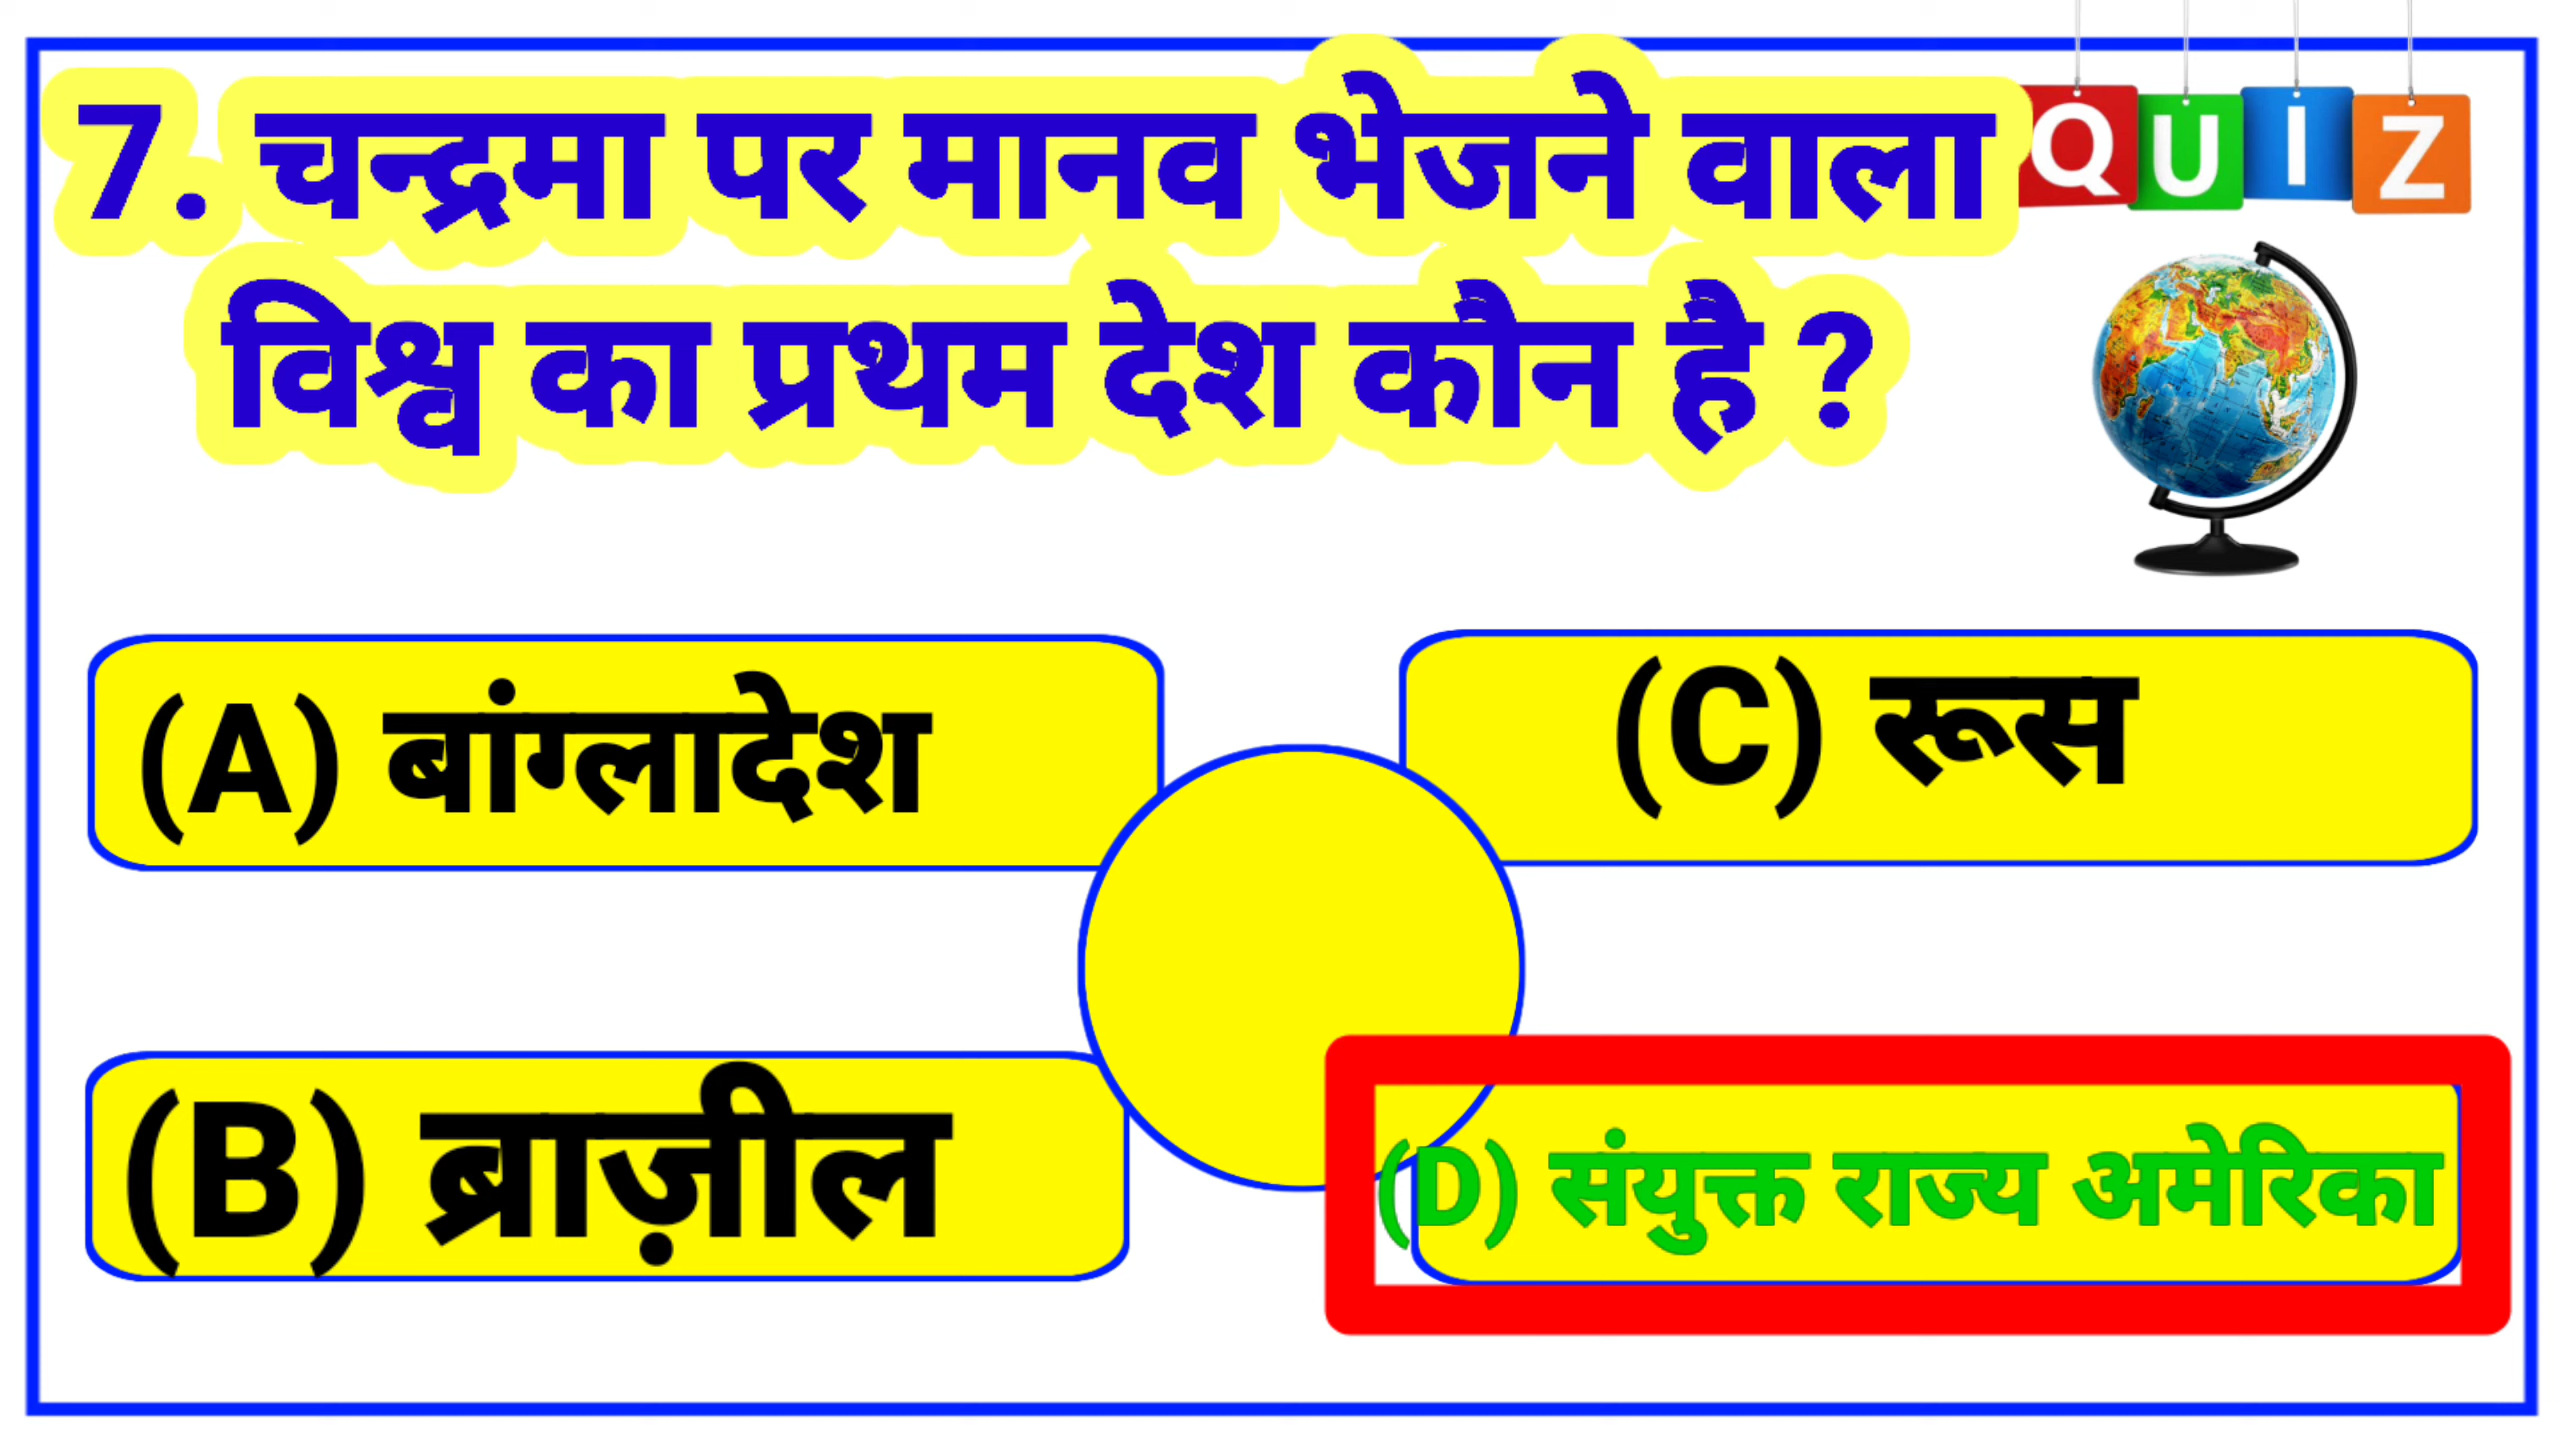 7. चन्द्रमा पर मानव भेजने वाला
विश्व का प्रथम देश कौन है ?
QUIZ
(A) बांग्लादेश
(C) रूस
(B) ब्राज़ील
(D) संयुक्त राज्य अमेरिका